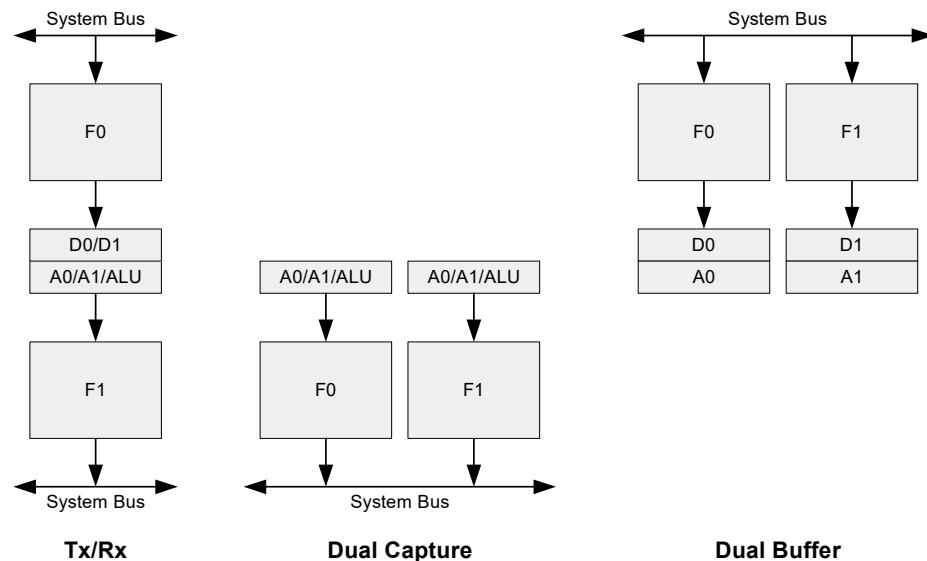 System Bus
F0
D0/D1
A0/A1/ALU
F1
System Bus
Tx/Rx
A0/A1/ALU
A0/A1/ALU
F0
F1
System Bus
Dual Capture
System Bus
F0
F1
D0
D1
A0
A1
Dual Buffer